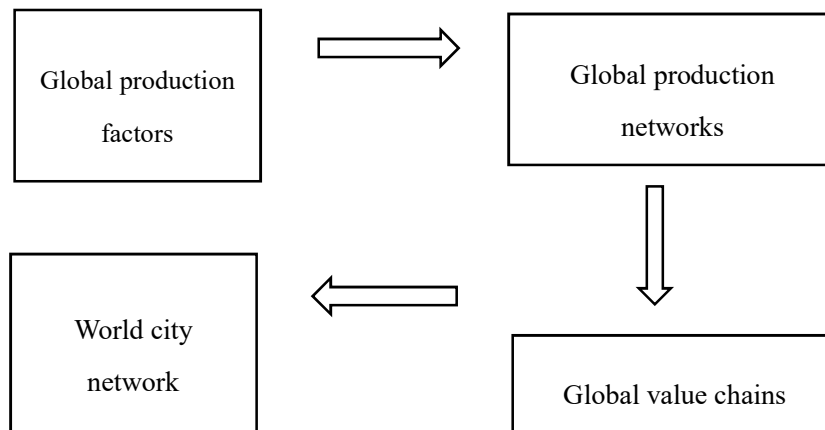 Global production
factors
Global production
networks
World city
network
Global value chains